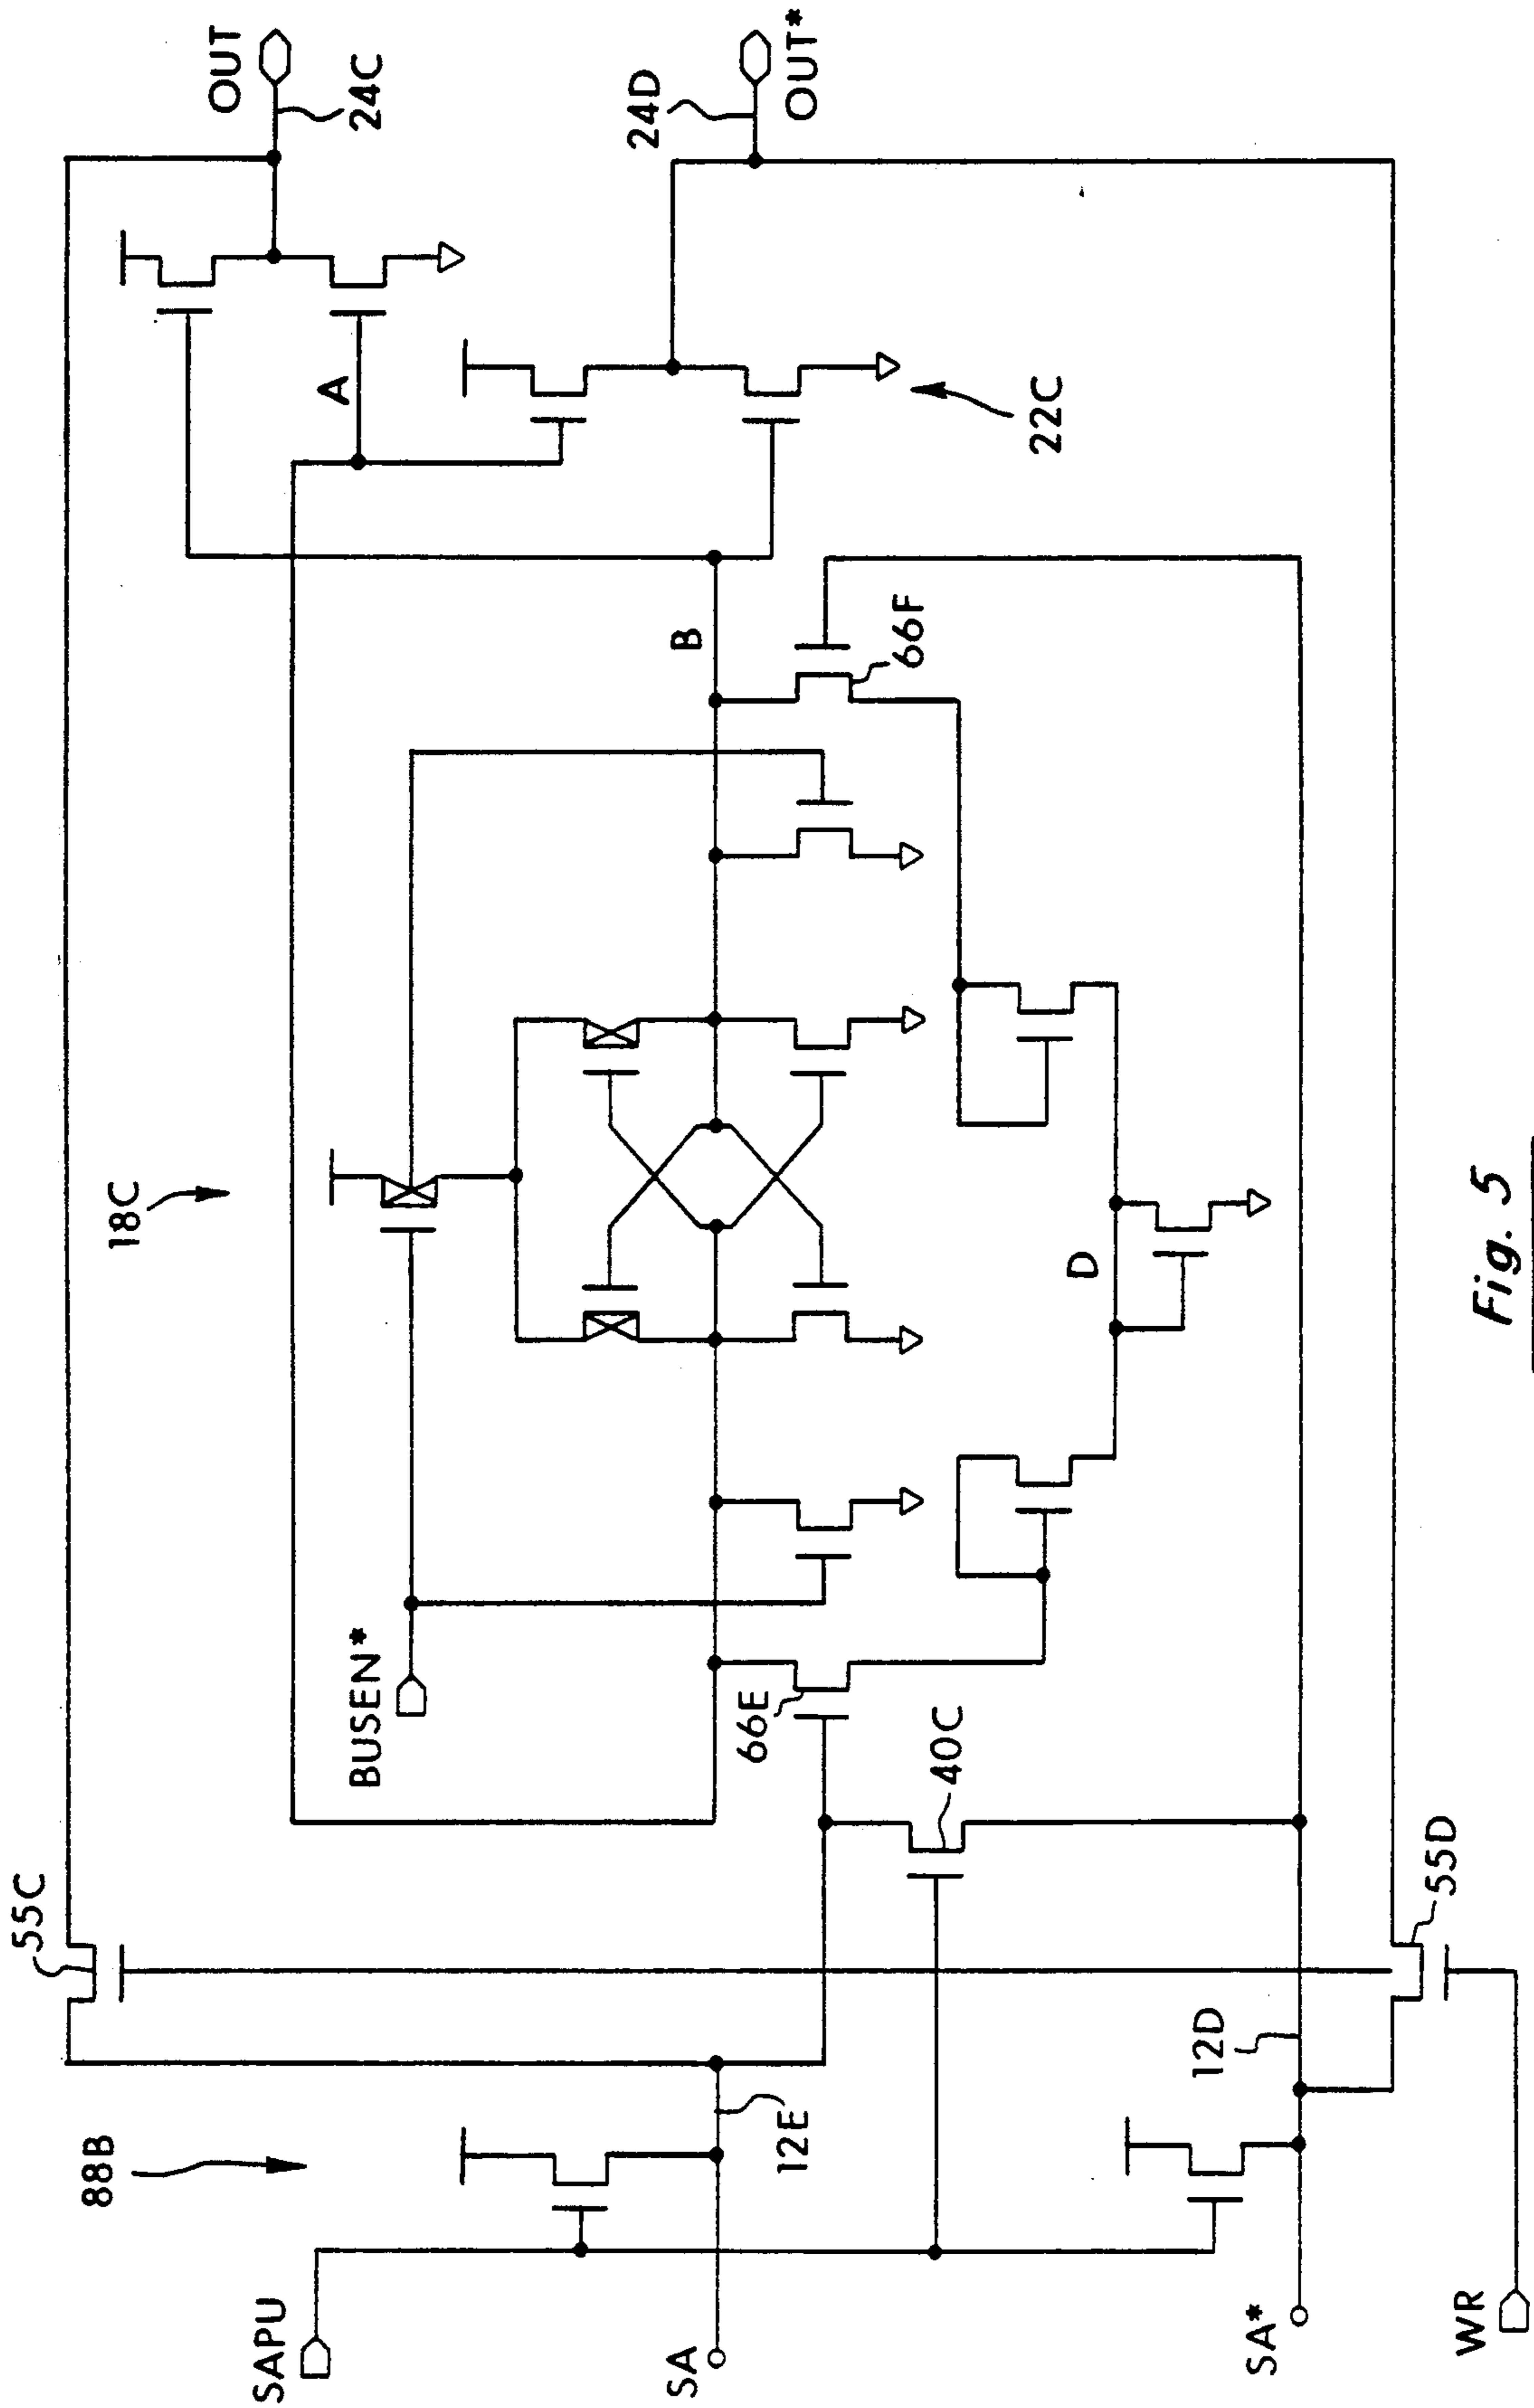 OUT
24C
24D
OUT*
A
22C
B
66F
18C
D
BUSEN*
66E
40C
55C
55D
12D
12E
88B
SAPU
SA
SA*
WR
Fig. 5